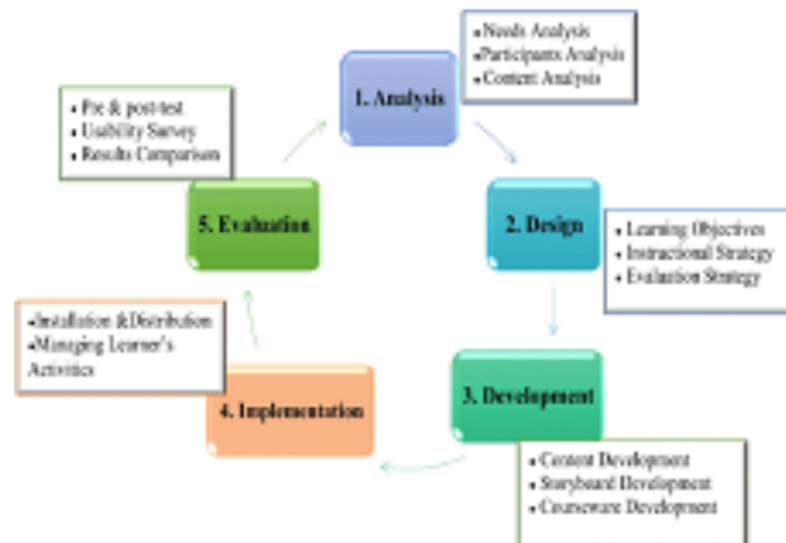 1. Analysis
• Needs Analysis
• Participants Analysis
• Content Analysis
2. Design
• Learning Objectives
• Instructional Strategy
• Evaluation Strategy
3. Development
• Content Development
• Storyboard Development
• Courseware Development
4. Implementation
• Installation &Distribution
• Managing Learner's
Activities
5. Evaluation
• Pre & post-test
• Usability Survey
• Results Comparison